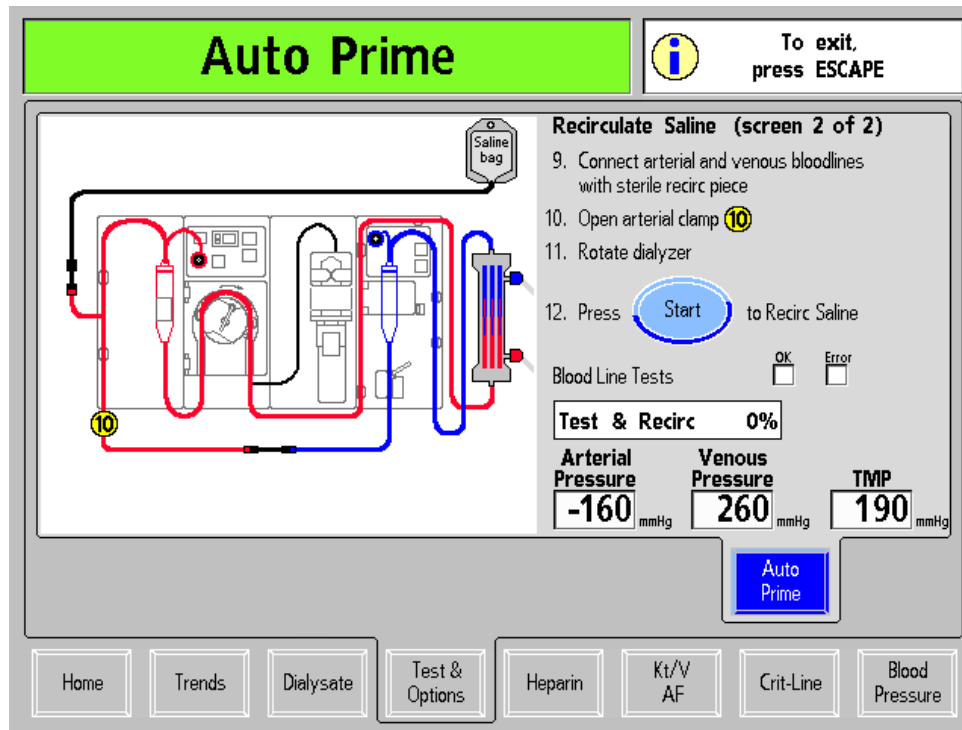 Auto Prime
To exit,
press ESCAPE
Saline
bag
10
Recirculate Saline (screen 2 of 2)
9. Connect arterial and venous bloodlines
with sterile recirc piece
10. Open arterial clamp 10
11. Rotate dialyzer
12. Press Start to Recirc Saline
Blood Line Tests OK Error
Test & Recirc 0%
Arterial
Pressure
-160 mmHg
Venous
Pressure
260 mmHg
TMP
190 mmHg
Auto
Prime
Home
Trends
Dialysate
Test &
Options
Heparin
Kt/V
AF
Crit-Line
Blood
Pressure